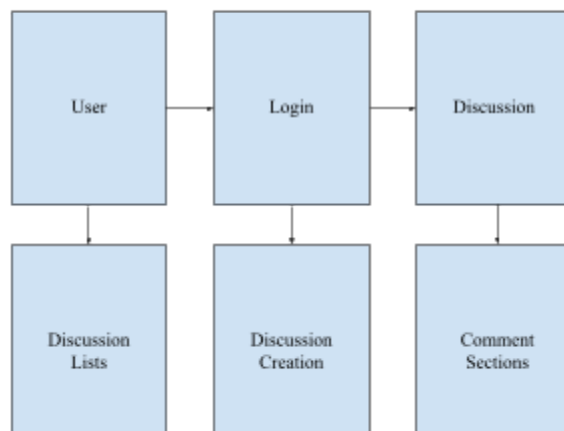 User
Login
Discussion
Discussion
Lists
Discussion
Creation
Comment
Sections